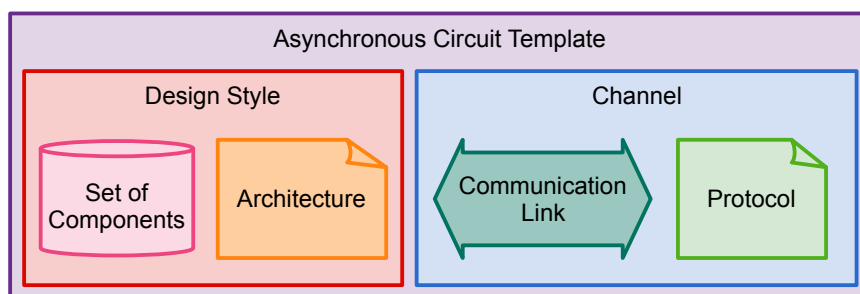 Asynchronous Circuit Template
Design Style
Channel
Set of
Components
Architecture
Communication
Link
Protocol